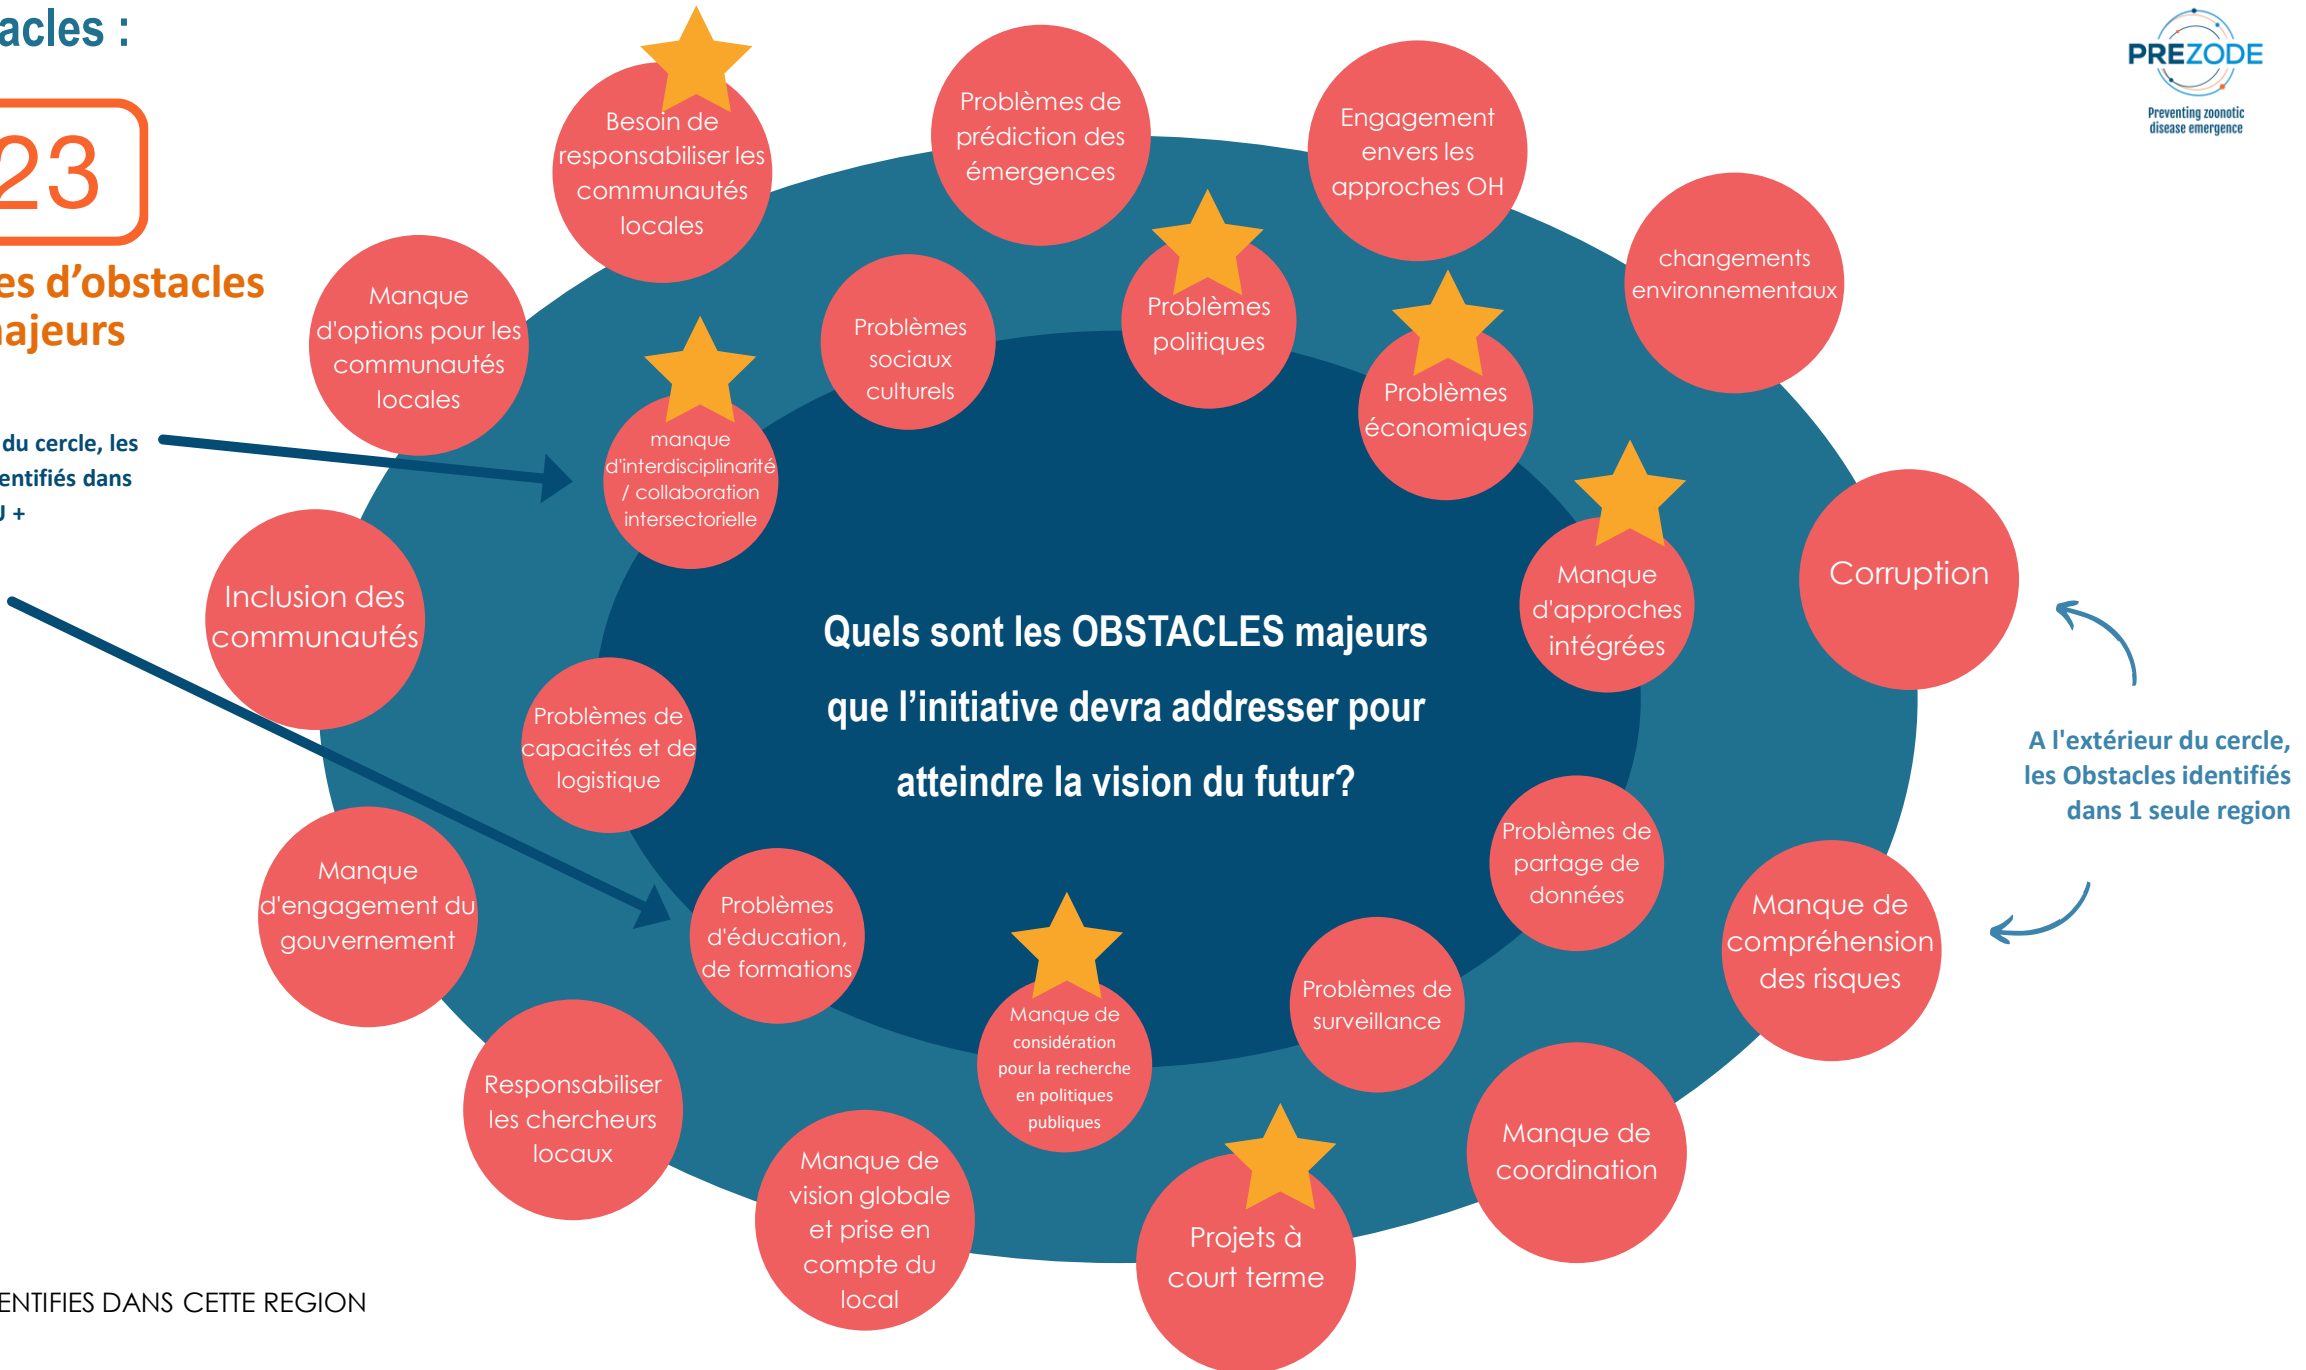 acles :
23
es d’obstacles
ajeurs
du cercle, les
entifiés dans
U +
PREZODE
Preventing zoonotic
disease emergence
Besoin de
responsabiliser les
communautés
locales
Problèmes de
prédiction des
émergences
Engagement
envers les
approches OH
changements
environnementaux
Manque
d'options pour les
communautés
locales
Problèmes
sociaux
culturels
Problèmes
politiques
Problèmes
économiques
manque
d'interdisciplinarité
/ collaboration
intersectorielle
Manque
d'approches
intégrées
Corruption
Inclusion des
communautés
Quels sont les OBSTACLES majeurs
que l’initiative devra addresser pour
atteindre la vision du futur?
Problèmes de
capacités et de
logistique
A l'extérieur du cercle,
les Obstacles identifiés
dans 1 seule region
Problèmes de
partage de
données
Manque
d'engagement du
gouvernement
Problèmes
d'éducation,
de formations
Manque de
compréhension
des risques
Problèmes de
surveillance
Manque de
considération
pour la recherche
en politiques
publiques
Responsabiliser
les chercheurs
locaux
Manque de
coordination
Manque de
vision globale
et prise en
compte du
local
Projets à
court terme
ENTIFIES DANS CETTE REGION